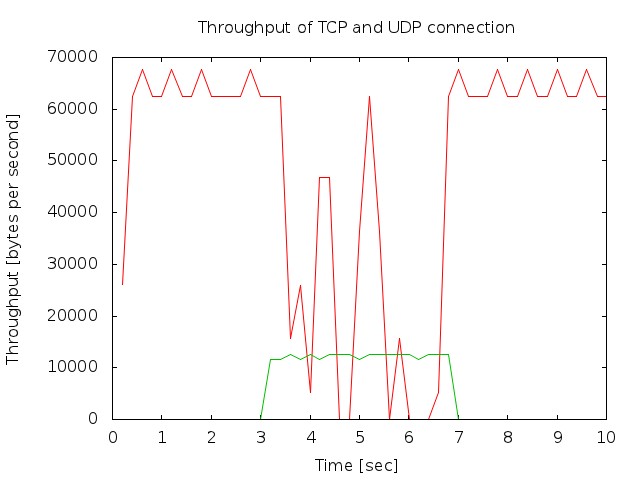 Throughput of TCP and UDP connection
Throughput [bytes per second]
70000
60000
50000
40000
30000
20000
10000
0
0 1 2 3 4 5 6 7 8 9 10
Time [sec]